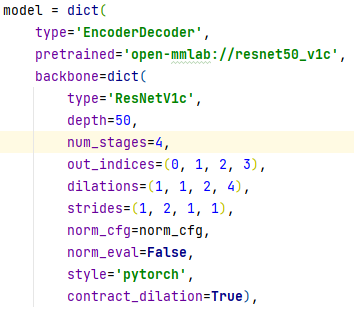 model = dict(
    type='EncoderDecoder',
    pretrained='open-mmlab://resnet50_v1c',
    backbone=dict(
        type='ResNetV1c',
        depth=50,
        num_stages=4,
        out_indices=(0, 1, 2, 3),
        dilations=(1, 1, 2, 4),
        strides=(1, 2, 1, 1),
        norm_cfg=norm_cfg,
        norm_eval=False,
        style='pytorch',
        contract_dilation=True),